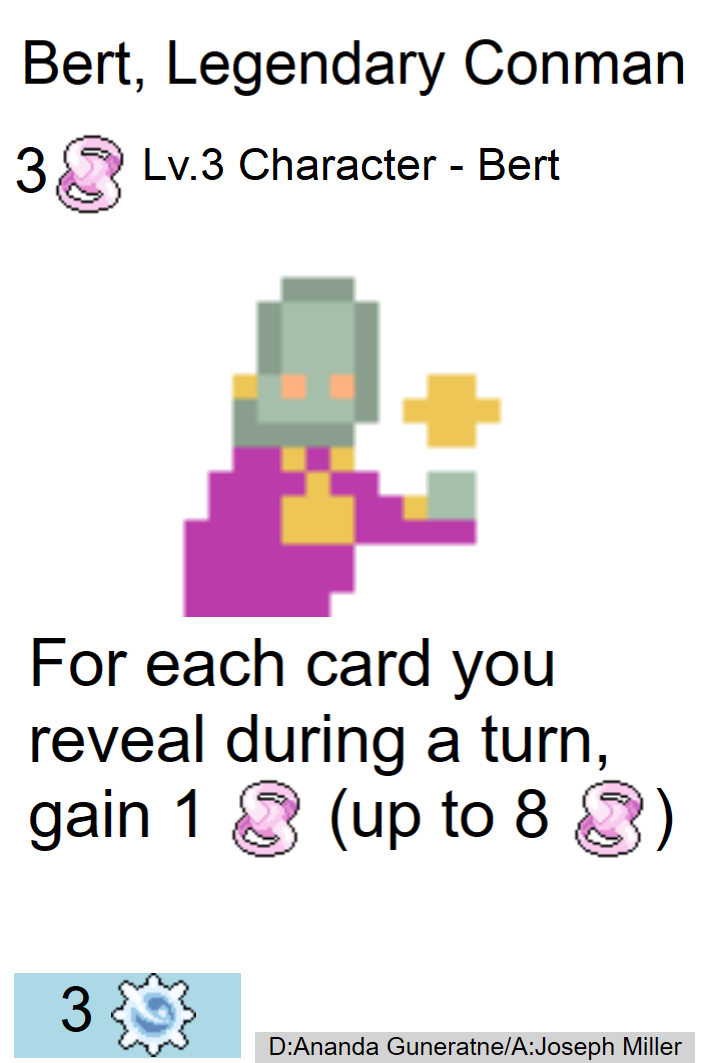 Bert, Legendary Conman
3
Lv.3 Character - Bert
For each card you
reveal during a turn,
gain 1 (up to 8 )
3
D:Ananda Guneratne/A:Joseph Miller